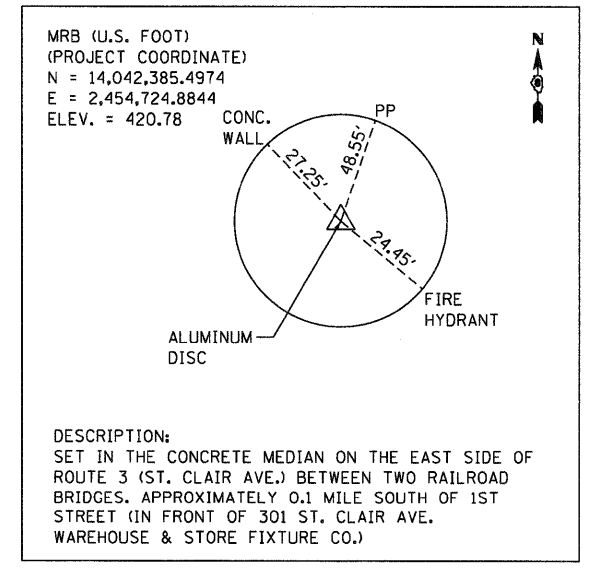 MRB (U.S. FOOT)
(PROJECT COORDINATE)
N = 14,042,385.4974
E = 2,454,724.8844
ELEV. = 420.78
N
CONC.
WALL
PP
27.25'
48.55'
24.45'
FIRE
HYDRANT
ALUMINUM
DISC
DESCRIPTION:
SET IN THE CONCRETE MEDIAN ON THE EAST SIDE OF
ROUTE 3 (ST. CLAIR AVE.) BETWEEN TWO RAILROAD
BRIDGES. APPROXIMATELY 0.1 MILE SOUTH OF 1ST
STREET (IN FRONT OF 301 ST. CLAIR AVE.
WAREHOUSE & STORE FIXTURE CO.)